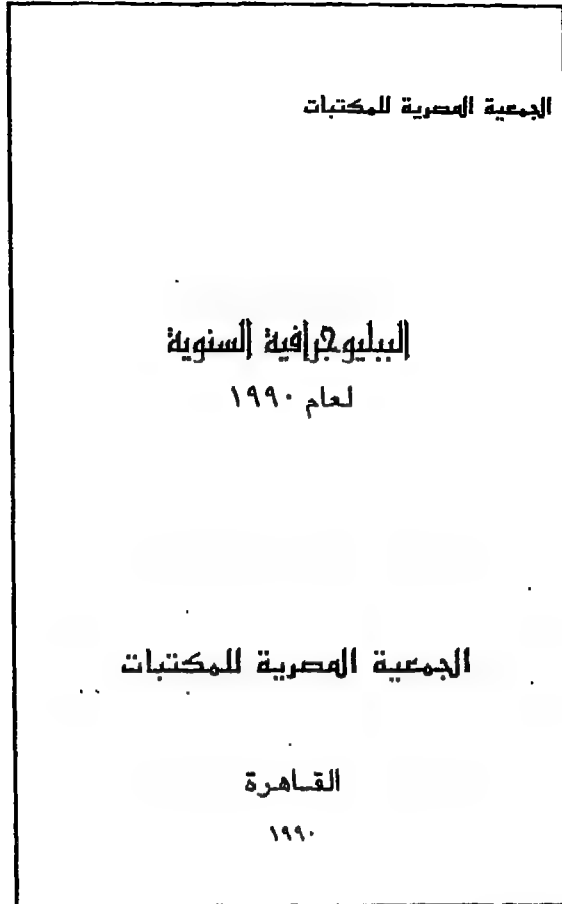 الجمعية المصرية للمكتبات
الببليوجرافية السنوية
لعام ١٩٩٠
الجمعية المصرية للمكتبات
القاهرة
١٩٩٠